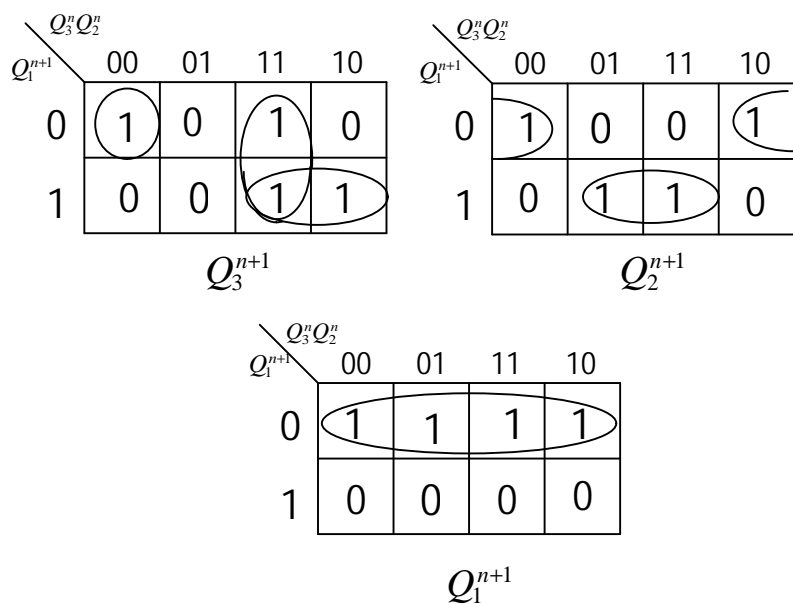 Q₃ⁿQ₂ⁿ
Q₁ⁿ⁺¹ 00 01 11 10
0 1 0 1 0
1 0 0 1 1
Q₃ⁿ⁺¹
Q₃ⁿQ₂ⁿ
Q₁ⁿ⁺¹ 00 01 11 10
0 1 0 0 1
1 0 1 1 0
Q₂ⁿ⁺¹
Q₃ⁿQ₂ⁿ
Q₁ⁿ⁺¹ 00 01 11 10
0 1 1 1 1
1 0 0 0 0
Q₁ⁿ⁺¹